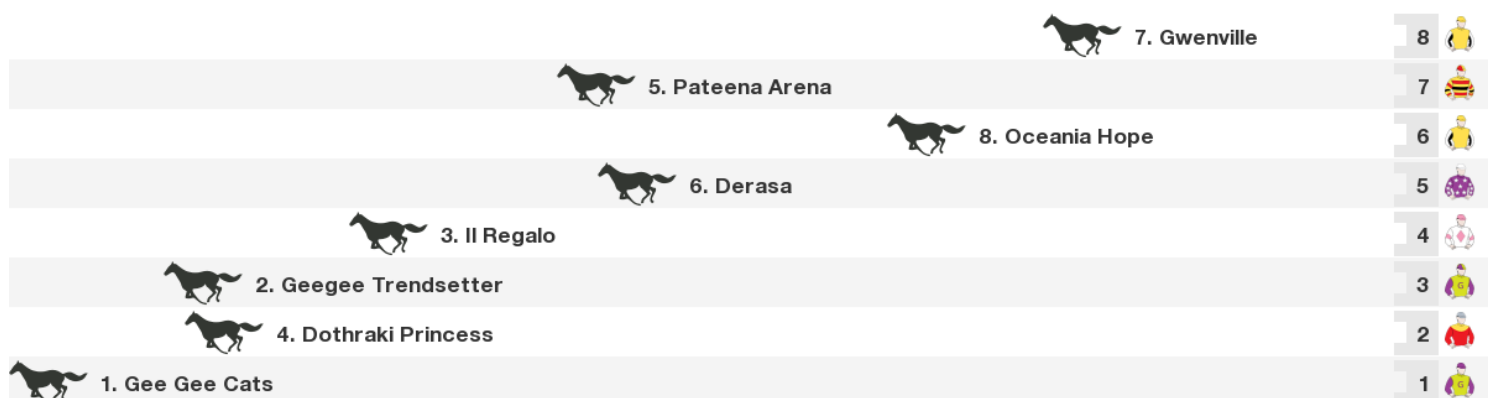 7. Gwenville 8
5. Pateena Arena 7
8. Oceania Hope 6
6. Derasa 5
3. Il Regalo 4
2. Geegee Trendsetter 3 G
4. Dothraki Princess 2
1. Gee Gee Cats 1 G